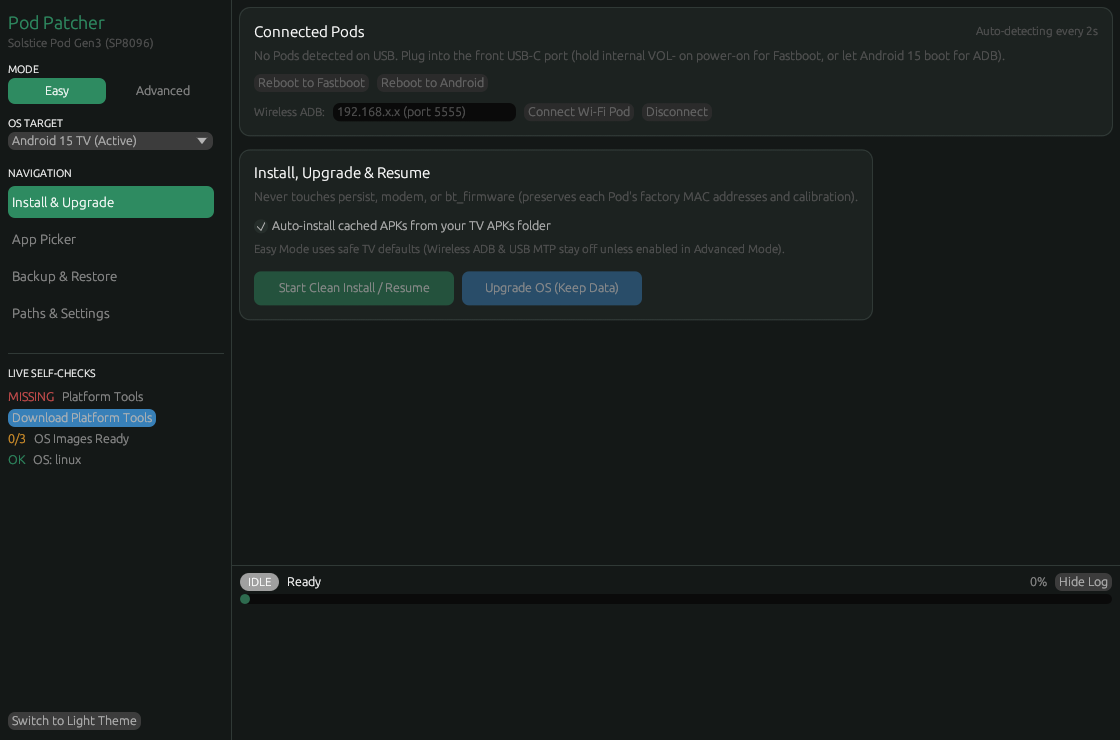 Pod Patcher
Solstice Pod Gen3 (SP8096)
MODE
Easy
Advanced
OS TARGET
Android 15 TV (Active)
NAVIGATION
Install & Upgrade
App Picker
Backup & Restore
Paths & Settings
LIVE SELF-CHECKS
MISSING Platform Tools
Download Platform Tools
0/3 OS Images Ready
OK OS: linux
Switch to Light Theme
Connected Pods
Auto-detecting every 2s
No Pods detected on USB. Plug into the front USB-C port (hold internal VOL- on power-on for Fastboot, or let Android 15 boot for ADB).
Reboot to Fastboot
Reboot to Android
Wireless ADB: 192.168.x.x (port 5555) Connect Wi-Fi Pod Disconnect
Install, Upgrade & Resume
Never touches persist, modem, or bt_firmware (preserves each Pod's factory MAC addresses and calibration).
Auto-install cached APKs from your TV APKs folder
Easy Mode uses safe TV defaults (Wireless ADB & USB MTP stay off unless enabled in Advanced Mode).
Start Clean Install / Resume
Upgrade OS (Keep Data)
IDLE Ready
0% Hide Log